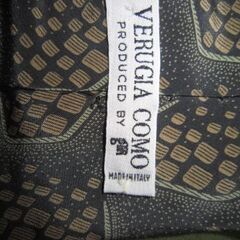 VERUGIA COMO
PRODUCED BY
MADE IN ITALY